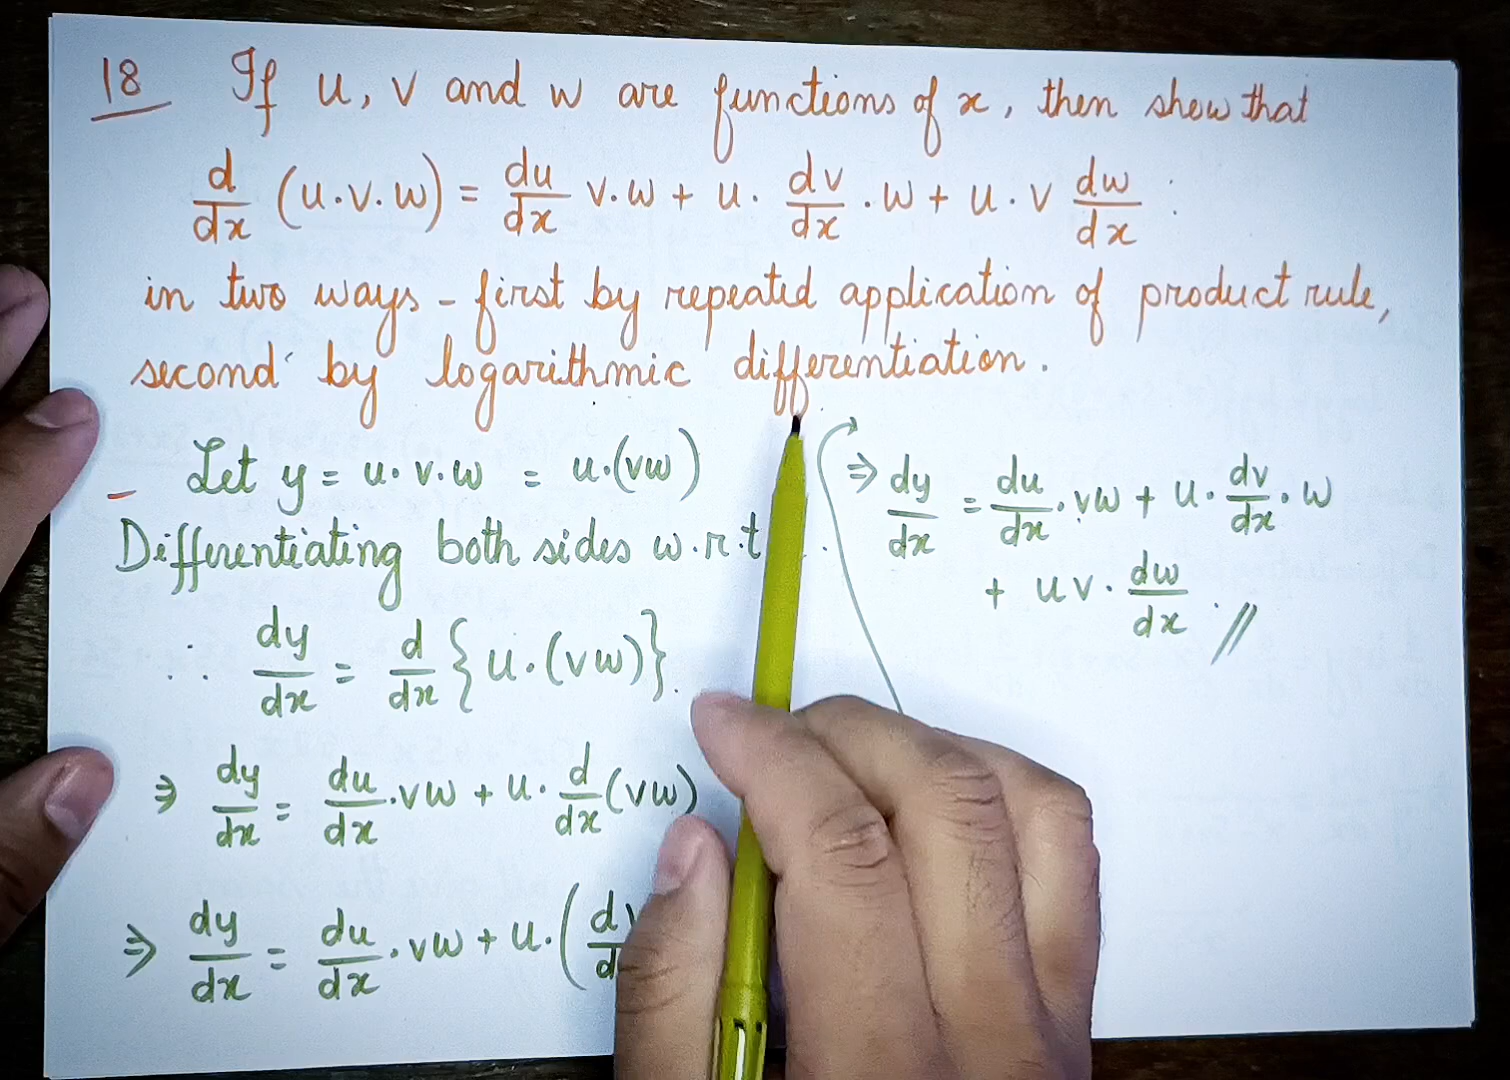 18 If u, v and w are functions of x, then show that
d/dx (u.v.w) = du/dx v.w + u. dv/dx .w + u.v dw/dx
in two ways - first by repeated application of product rule,
second by logarithmic differentiation.
Let y = u.v.w = u.(vw)
Differentiating both sides w.r.t
∴ dy/dx = d/dx {u.(vw)}.
⇒ dy/dx = du/dx .vw + u. d/dx (vw)
⇒ dy/dx = du/dx .vw + u.(
⇒ dy/dx = du/dx .vw + u. dv/dx .w
+ uv. dw/dx . //